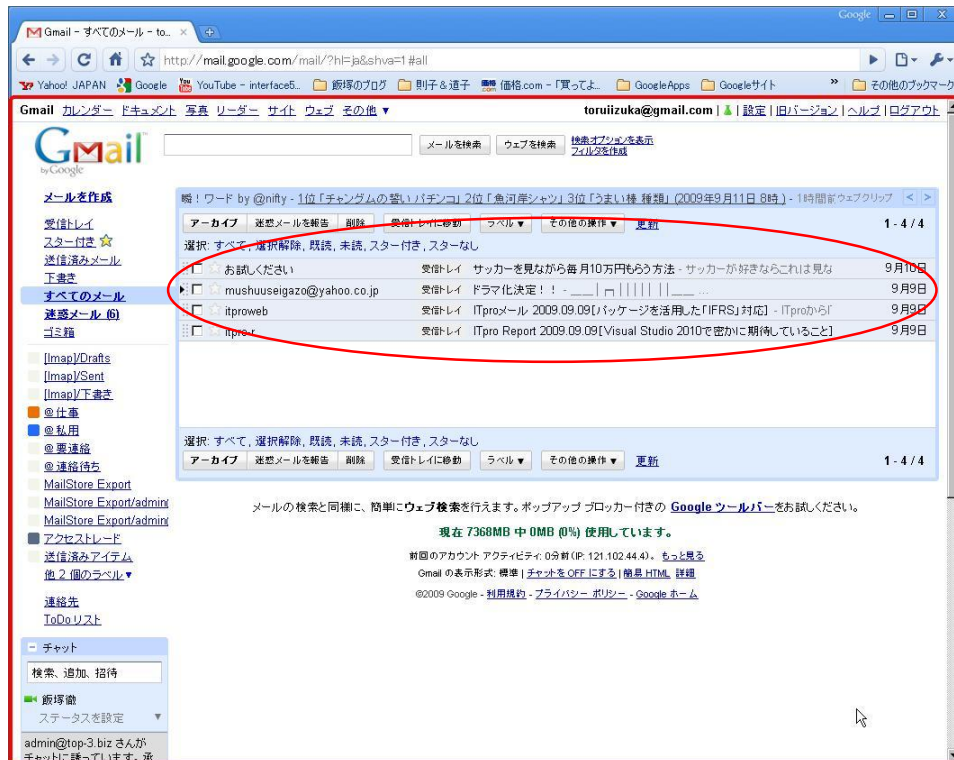 Google
Gmail - すべてのメール - to...
http://mail.google.com/mail/?hl=ja&shva=1#all
Yahoo! JAPAN Google YouTube - interface5... 飯塚のブログ 則子＆道子 価格.com - 「買ってよ... GoogleApps Googleサイト » その他のブックマーク
Gmail カレンダー ドキュメント 写真 リーダー サイト ウェブ その他 ▼ toruiizuka@gmail.com | 設定 | 旧バージョン | ヘルプ | ログアウト
Gmail by Google メールを検索 ウェブを検索 検索オプションを表示
フィルタを作成
メールを作成
受信トレイ
スター付き
送信済みメール
下書き
すべてのメール
迷惑メール (6)
ゴミ箱
[Imap]/Drafts
[Imap]/Sent
[Imap]/下書き
@仕事
@私用
@要連絡
@連絡待ち
MailStore Export
MailStore Export/admin(
MailStore Export/admin(
アクセストレード
送信済みアイテム
他 2 個のラベル▼
連絡先
ToDo リスト
チャット
検索、追加、招待
飯塚徹
ステータスを設定 ▼
admin@top-3.biz さんが
チャットに誘っています。承
瞬！ワード by @nifty - 1位「チャングムの誓い パチンコ」 2位「魚河岸シャツ」 3位「うまい棒 種類」 (2009年9月11日 8時) - 1時間前 ウェブクリップ < >
アーカイブ 迷惑メールを報告 削除 受信トレイに移動 ラベル ▼ その他の操作 ▼ 更新 1 - 4 / 4
選択: すべて, 選択解除, 既読, 未読, スター付き, スターなし
お試しください 受信トレイ サッカーを見ながら毎月10万円もらう方法 - サッカーが好きならこれは見な 9月10日
mushuuseigazo@yahoo.co.jp 受信トレイ ドラマ化決定！！ - 9月9日
itproweb 受信トレイ ITproメール 2009.09.09[パッケージを活用した「IFRS」対応] - ITproから「 9月9日
itpro-r 受信トレイ ITpro Report 2009.09.09[Visual Studio 2010で密かに期待していること] 9月9日
選択: すべて, 選択解除, 既読, 未読, スター付き, スターなし
アーカイブ 迷惑メールを報告 削除 受信トレイに移動 ラベル ▼ その他の操作 ▼ 更新 1 - 4 / 4
メールの検索と同様に、簡単にウェブ検索を行えます。ポップアップ ブロッカー付きの Google ツールバーをお試しください。
現在 7368MB 中 0MB (0%) 使用しています。
前回のアカウント アクティビティ: 0分前 (IP: 121.102.44.4)。 もっと見る
Gmail の表示形式: 標準 | チャットを OFF にする | 簡易 HTML 詳細
©2009 Google - 利用規約 - プライバシー ポリシー - Google ホーム